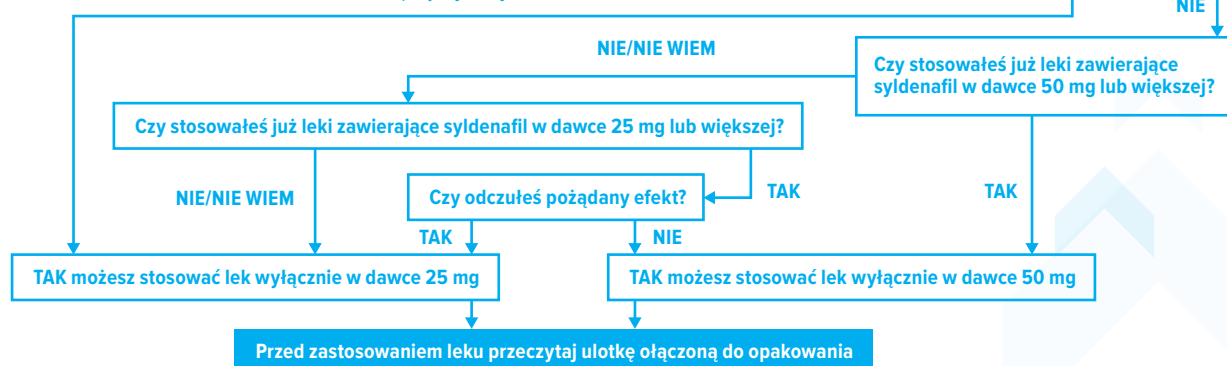 NIE
NIE/NIE WIEM
Czy stosowałeś już leki zawierające
syldenafil w dawce 50 mg lub większej?
Czy stosowałeś już leki zawierające syldenafil w dawce 25 mg lub większej?
NIE/NIE WIEM
Czy odczułeś pożądany efekt?
TAK
TAK
TAK
NIE
TAK możesz stosować lek wyłącznie w dawce 25 mg
TAK możesz stosować lek wyłącznie w dawce 50 mg
Przed zastosowaniem leku przeczytaj ulotkę ołączoną do opakowania